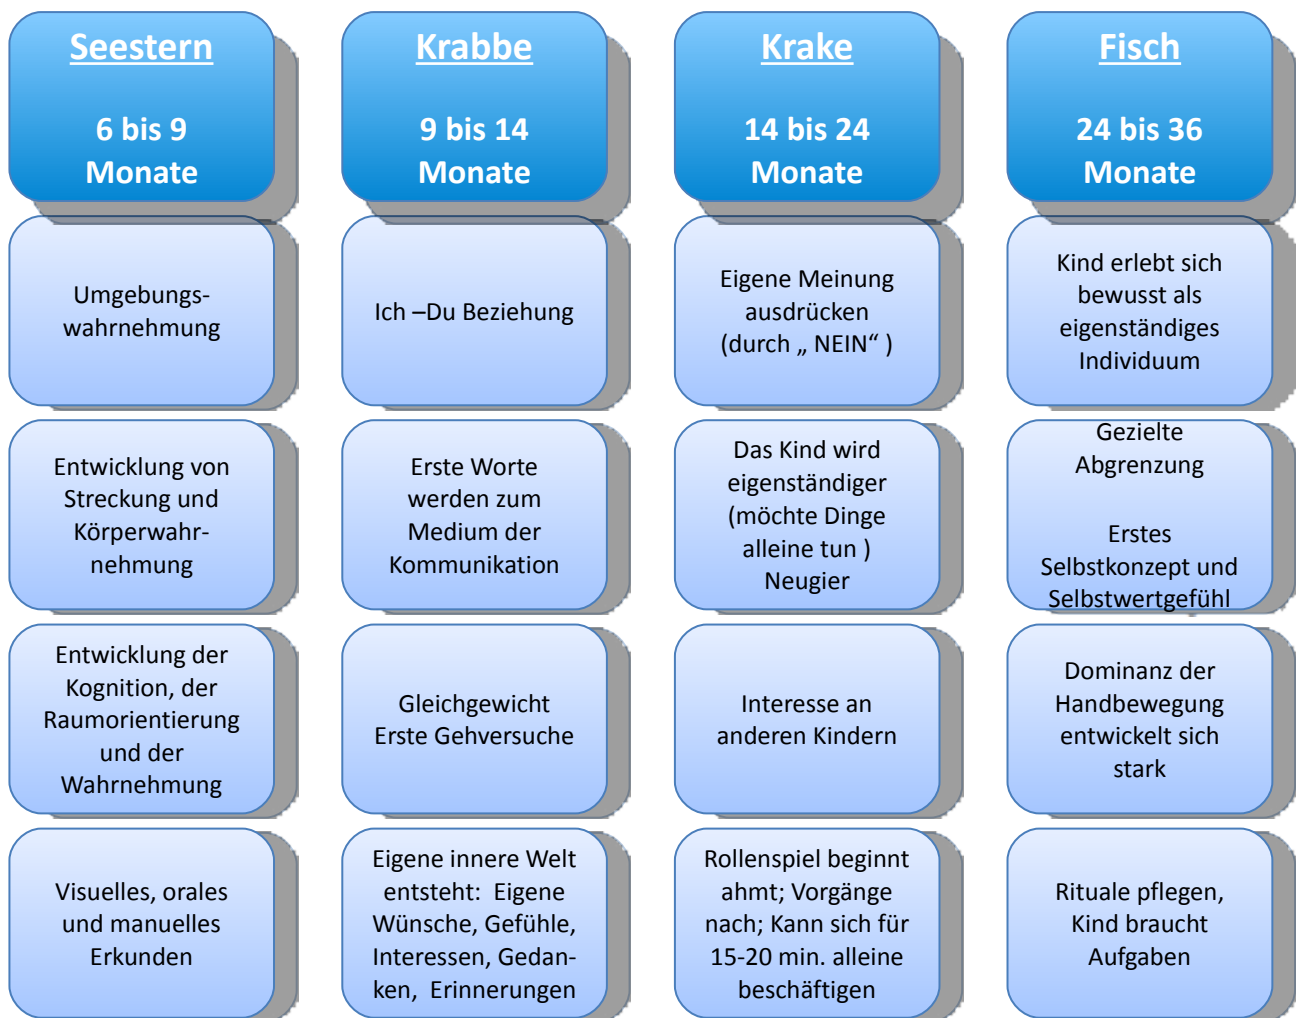 Seestern
6 bis 9
Monate
Umgebungs-
wahrnehmung
Entwicklung von
Streckung und
Körperwahr-
nehmung
Entwicklung der
Kognition, der
Raumorientierung
und der
Wahrnehmung
Visuelles, orales
und manuelles
Erkunden
Krabbe
9 bis 14
Monate
Ich –Du Beziehung
Erste Worte
werden zum
Medium der
Kommunikation
Gleichgewicht
Erste Gehversuche
Eigene innere Welt
entsteht:  Eigene
Wünsche, Gefühle,
Interessen, Gedan-
ken,  Erinnerungen
Krake
14 bis 24
Monate
Eigene Meinung
ausdrücken
(durch „ NEIN“ )
Das Kind wird
eigenständiger
(möchte Dinge
alleine tun )
Neugier
Interesse an
anderen Kindern
Rollenspiel beginnt
ahmt; Vorgänge
nach; Kann sich für
15-20 min. alleine
beschäftigen
Fisch
24 bis 36
Monate
Kind erlebt sich
bewusst als
eigenständiges
Individuum
Gezielte
Abgrenzung
Erstes
Selbstkonzept und
Selbstwertgefühl
Dominanz der
Handbewegung
entwickelt sich
stark
Rituale pflegen,
Kind braucht
Aufgaben